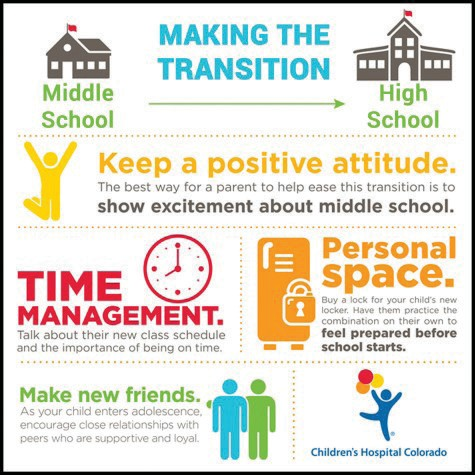 MAKING THE
TRANSITION
Middle
School
High
School
Keep a positive attitude.
The best way for a parent to help ease this transition is to
show excitement about middle school.
TIME
MANAGEMENT.
Talk about their new class schedule
and the importance of being on time.
Personal
space.
Buy a lock for your child's new
locker. Have them practice the
combination on their own to
feel prepared before
school starts.
Make new friends.
As your child enters adolescence,
encourage close relationships with
peers who are supportive and loyal.
Children's Hospital Colorado